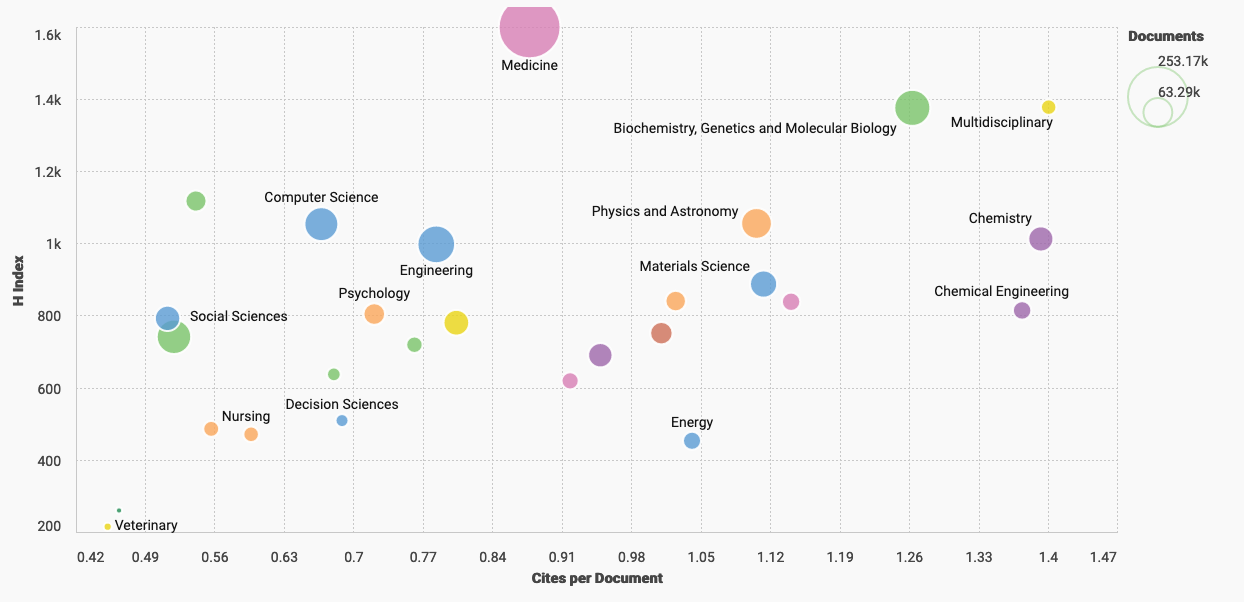 Documents
253.17k
63.29k
H Index
1.6k
1.4k
1.2k
1k
800
600
400
200
Medicine
Biochemistry, Genetics and Molecular Biology
Multidisciplinary
Computer Science
Physics and Astronomy
Chemistry
Engineering
Materials Science
Psychology
Chemical Engineering
Social Sciences
Decision Sciences
Nursing
Energy
Veterinary
0.42 0.49 0.56 0.63 0.7 0.77 0.84 0.91 0.98 1.05 1.12 1.19 1.26 1.33 1.4 1.47
Cites per Document